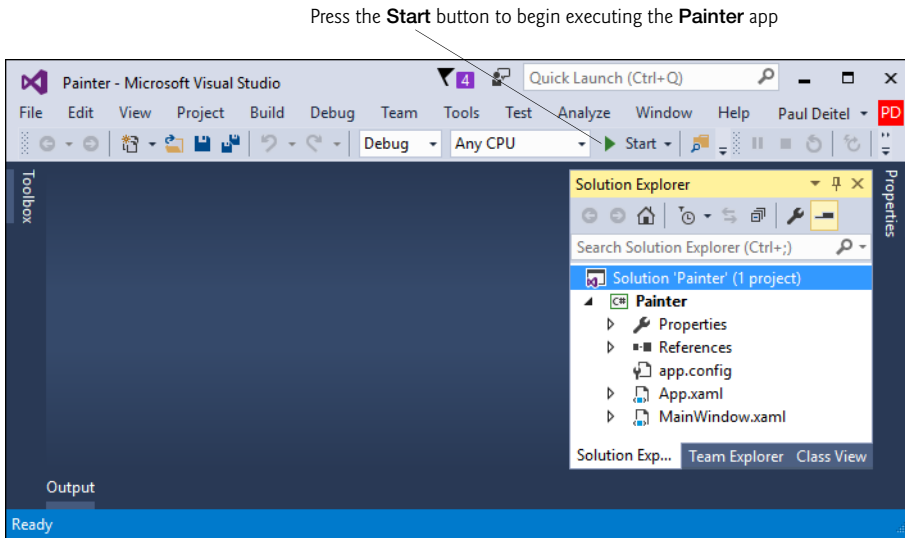 Press the Start button to begin executing the Painter app
Painter - Microsoft Visual Studio
4
Quick Launch (Ctrl+Q)
File Edit View Project Build Debug Team Tools Test Analyze Window Help Paul Deitel PD
Debug Any CPU Start
Toolbox
Solution Explorer
Properties
Search Solution Explorer (Ctrl+;)
Solution 'Painter' (1 project)
C# Painter
Properties
References
app.config
App.xaml
MainWindow.xaml
Solution Exp... Team Explorer Class View
Output
Ready